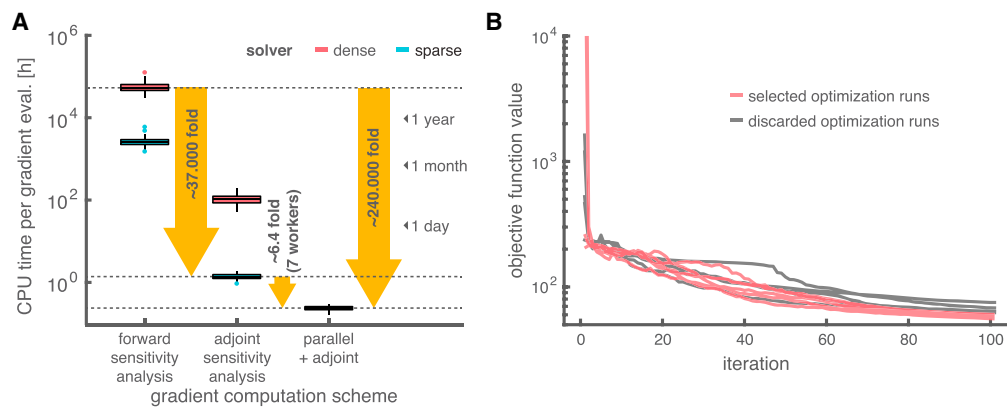 A
CPU time per gradient eval. [h]
10^6
10^4
10^2
10^0
solver
dense
sparse
~37.000 fold
~6.4 fold
(7 workers)
~240.000 fold
1 year
1 month
1 day
forward
sensitivity
analysis
adjoint
sensitivity
analysis
parallel
+ adjoint
gradient computation scheme
B
objective function value
10^4
10^3
10^2
selected optimization runs
discarded optimization runs
0
20
40
60
80
100
iteration